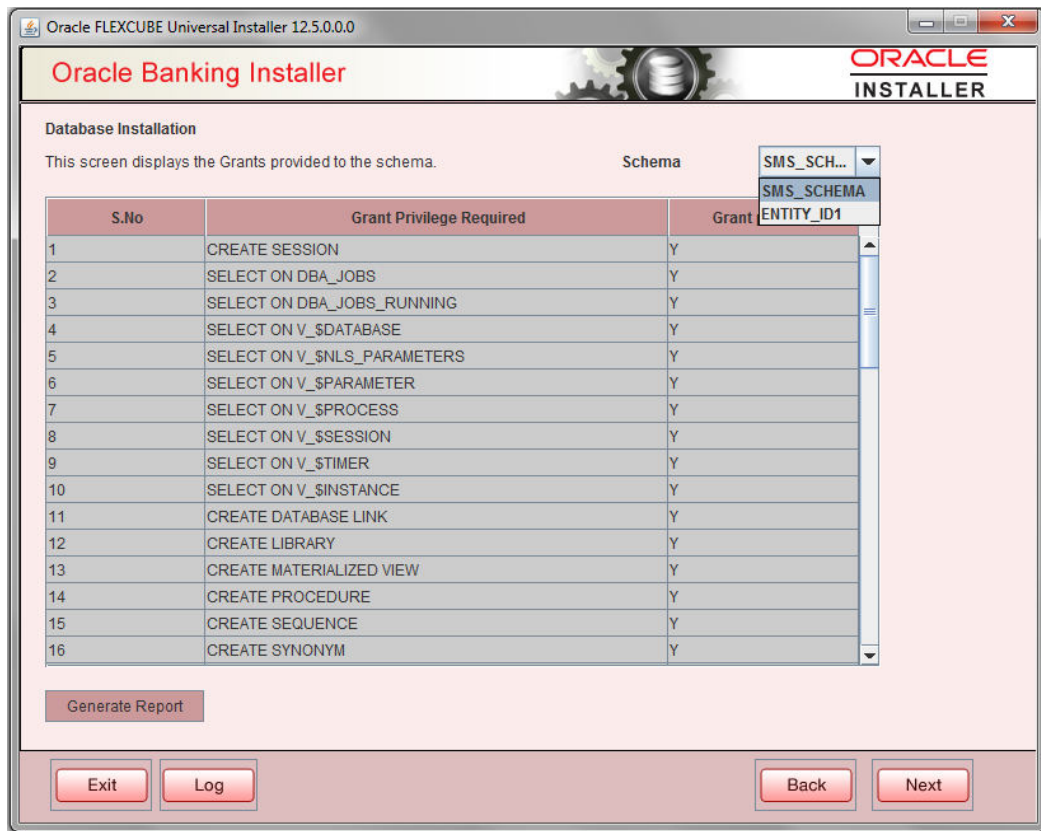 Oracle FLEXCUBE Universal Installer 12.5.0.0.0
Oracle Banking Installer
ORACLE
INSTALLER
Database Installation
This screen displays the Grants provided to the schema.
Schema
SMS_SCH...
SMS_SCHEMA
ENTITY_ID1
S.No Grant Privilege Required Grant
1 CREATE SESSION Y
2 SELECT ON DBA_JOBS Y
3 SELECT ON DBA_JOBS_RUNNING Y
4 SELECT ON V_$DATABASE Y
5 SELECT ON V_$NLS_PARAMETERS Y
6 SELECT ON V_$PARAMETER Y
7 SELECT ON V_$PROCESS Y
8 SELECT ON V_$SESSION Y
9 SELECT ON V_$TIMER Y
10 SELECT ON V_$INSTANCE Y
11 CREATE DATABASE LINK Y
12 CREATE LIBRARY Y
13 CREATE MATERIALIZED VIEW Y
14 CREATE PROCEDURE Y
15 CREATE SEQUENCE Y
16 CREATE SYNONYM Y
Generate Report
Exit Log Back Next